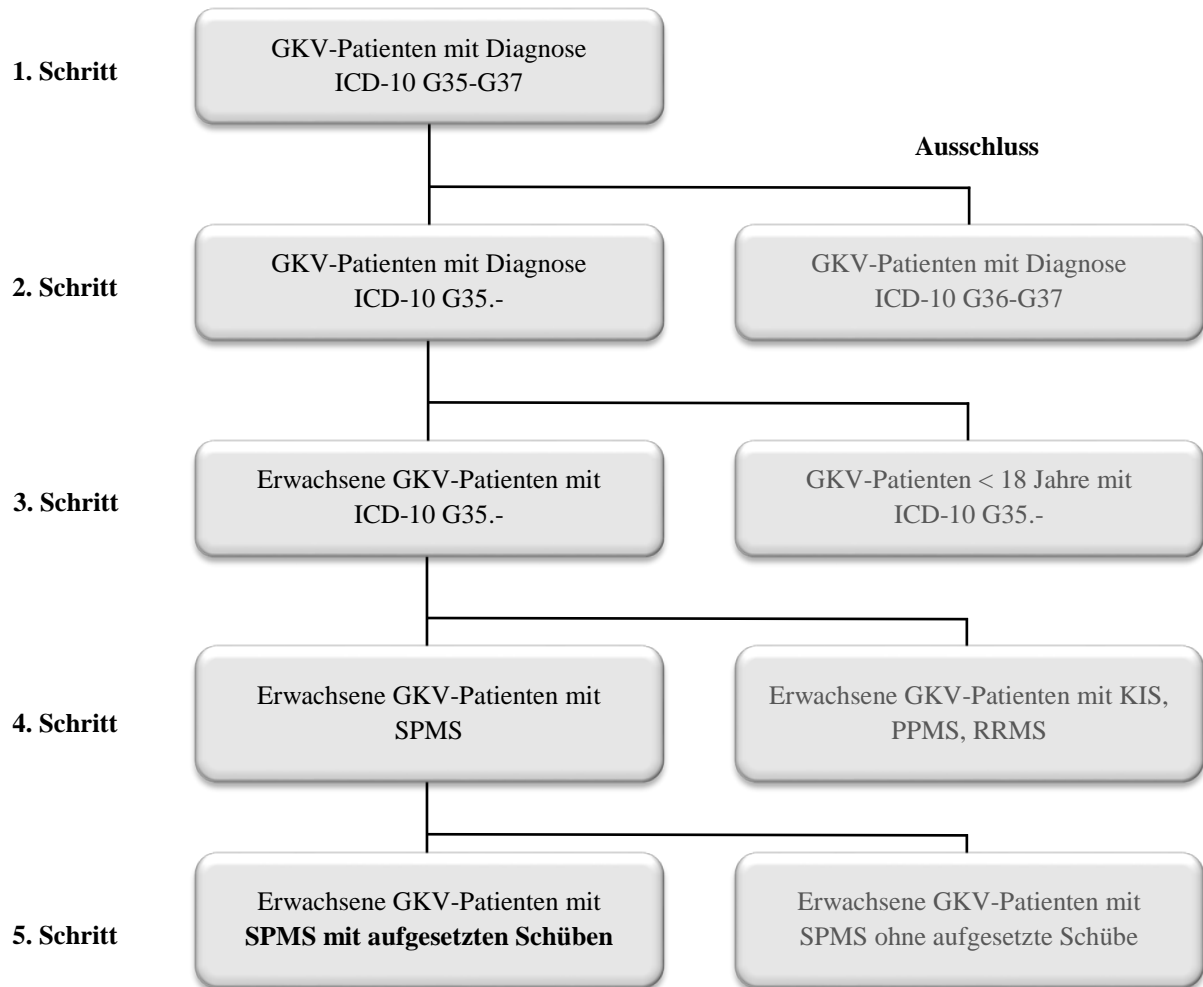 1. Schritt
GKV-Patienten mit Diagnose
ICD-10 G35-G37
Ausschluss
2. Schritt
GKV-Patienten mit Diagnose
ICD-10 G35.-
GKV-Patienten mit Diagnose
ICD-10 G36-G37
3. Schritt
Erwachsene GKV-Patienten mit
ICD-10 G35.-
GKV-Patienten < 18 Jahre mit
ICD-10 G35.-
4. Schritt
Erwachsene GKV-Patienten mit
SPMS
Erwachsene GKV-Patienten mit KIS,
PPMS, RRMS
5. Schritt
Erwachsene GKV-Patienten mit
SPMS mit aufgesetzten Schüben
Erwachsene GKV-Patienten mit
SPMS ohne aufgesetzte Schübe